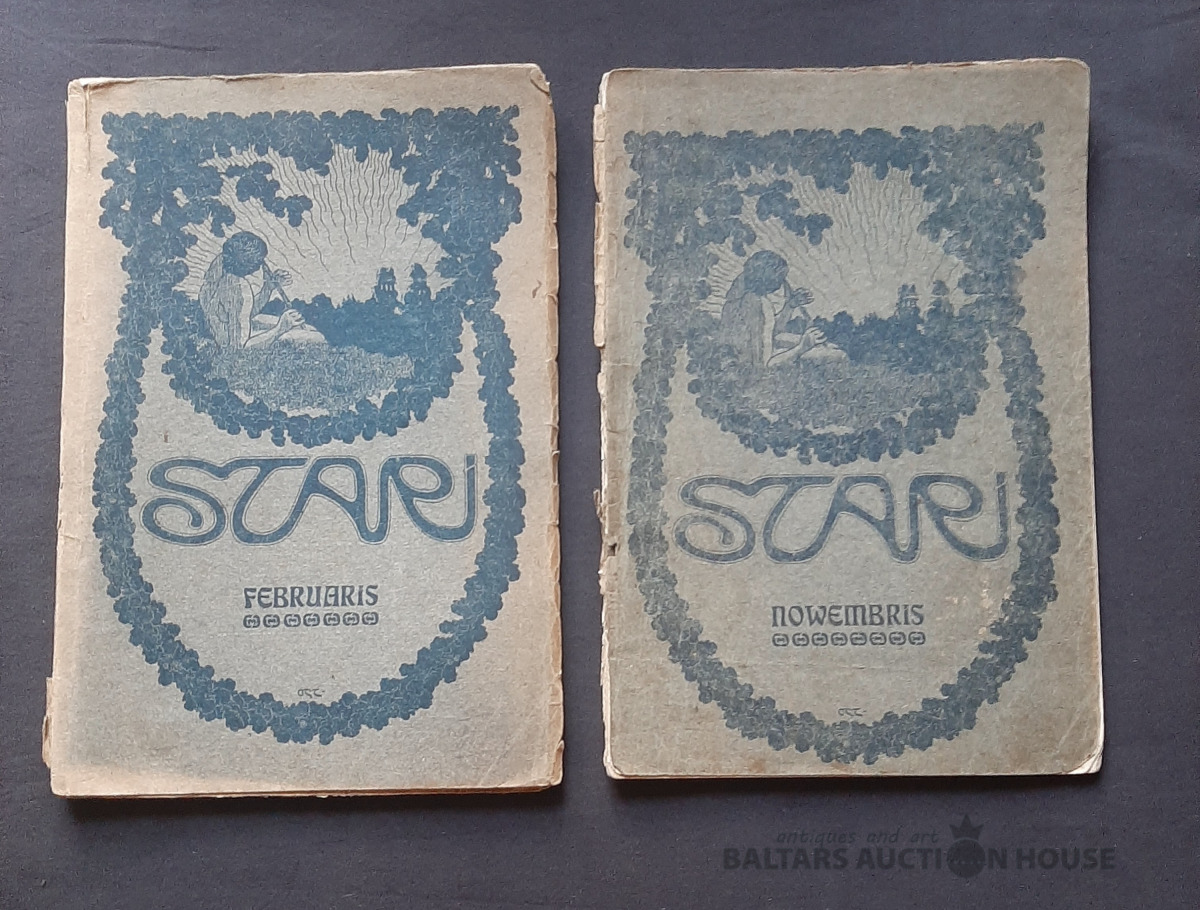 STARI
FEBRUARIS
STARI
NOWEMBRIS
antiques and art
BALTARS AUCTION HOUSE